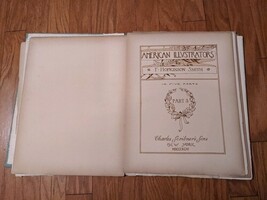 AMERICAN ILLUSTRATORS
F. HOPKINSON SMITH
PART I
Charles Scribner's Sons
NEW YORK